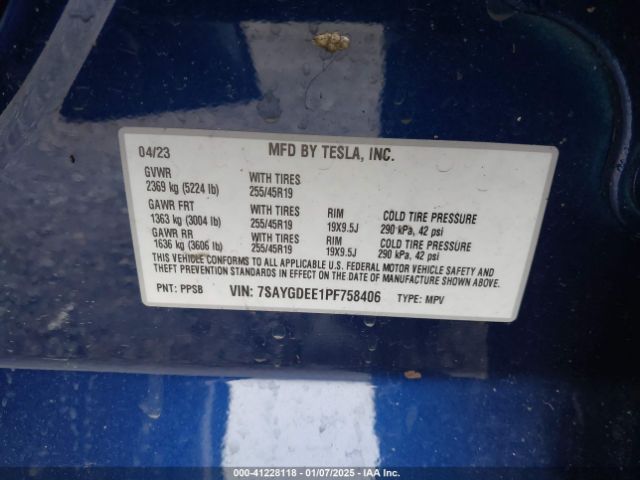 04/23 MFD BY TESLA, INC.
GVWR WITH TIRES
2369 kg (5224 lb) 255/45R19
GAWR FRT WITH TIRES RIM COLD TIRE PRESSURE
1363 kg (3004 lb) 255/45R19 19X9.5J 290 kPa, 42 psi
GAWR RR WITH TIRES RIM COLD TIRE PRESSURE
1636 kg (3606 lb) 255/45R19 19X9.5J 290 kPa, 42 psi
THIS VEHICLE CONFORMS TO ALL APPLICABLE U.S. FEDERAL MOTOR VEHICLE SAFETY AND
THEFT PREVENTION STANDARDS IN EFFECT ON THE DATE OF MANUFACTURE SHOWN ABOVE.
PNT: PPSB VIN: 7SAYGDEE1PF758406 TYPE: MPV
000-41228118 - 01/07/2025 - IAA Inc.